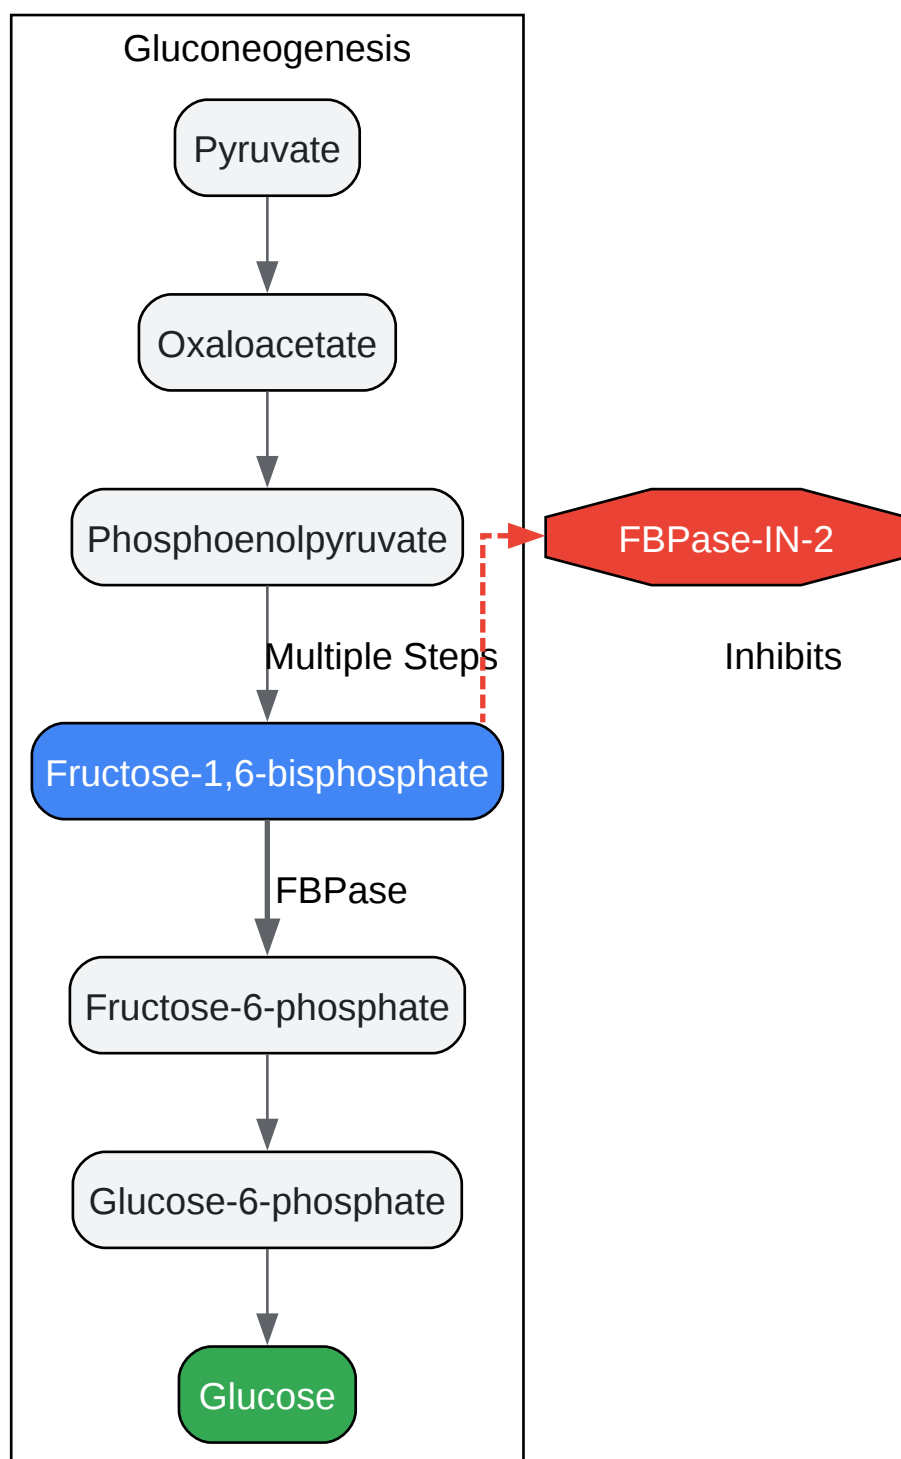 Gluconeogenesis
Pyruvate
Oxaloacetate
Phosphoenolpyruvate
FBPase-IN-2
Multiple Steps
Inhibits
Fructose-1,6-bisphosphate
FBPase
Fructose-6-phosphate
Glucose-6-phosphate
Glucose